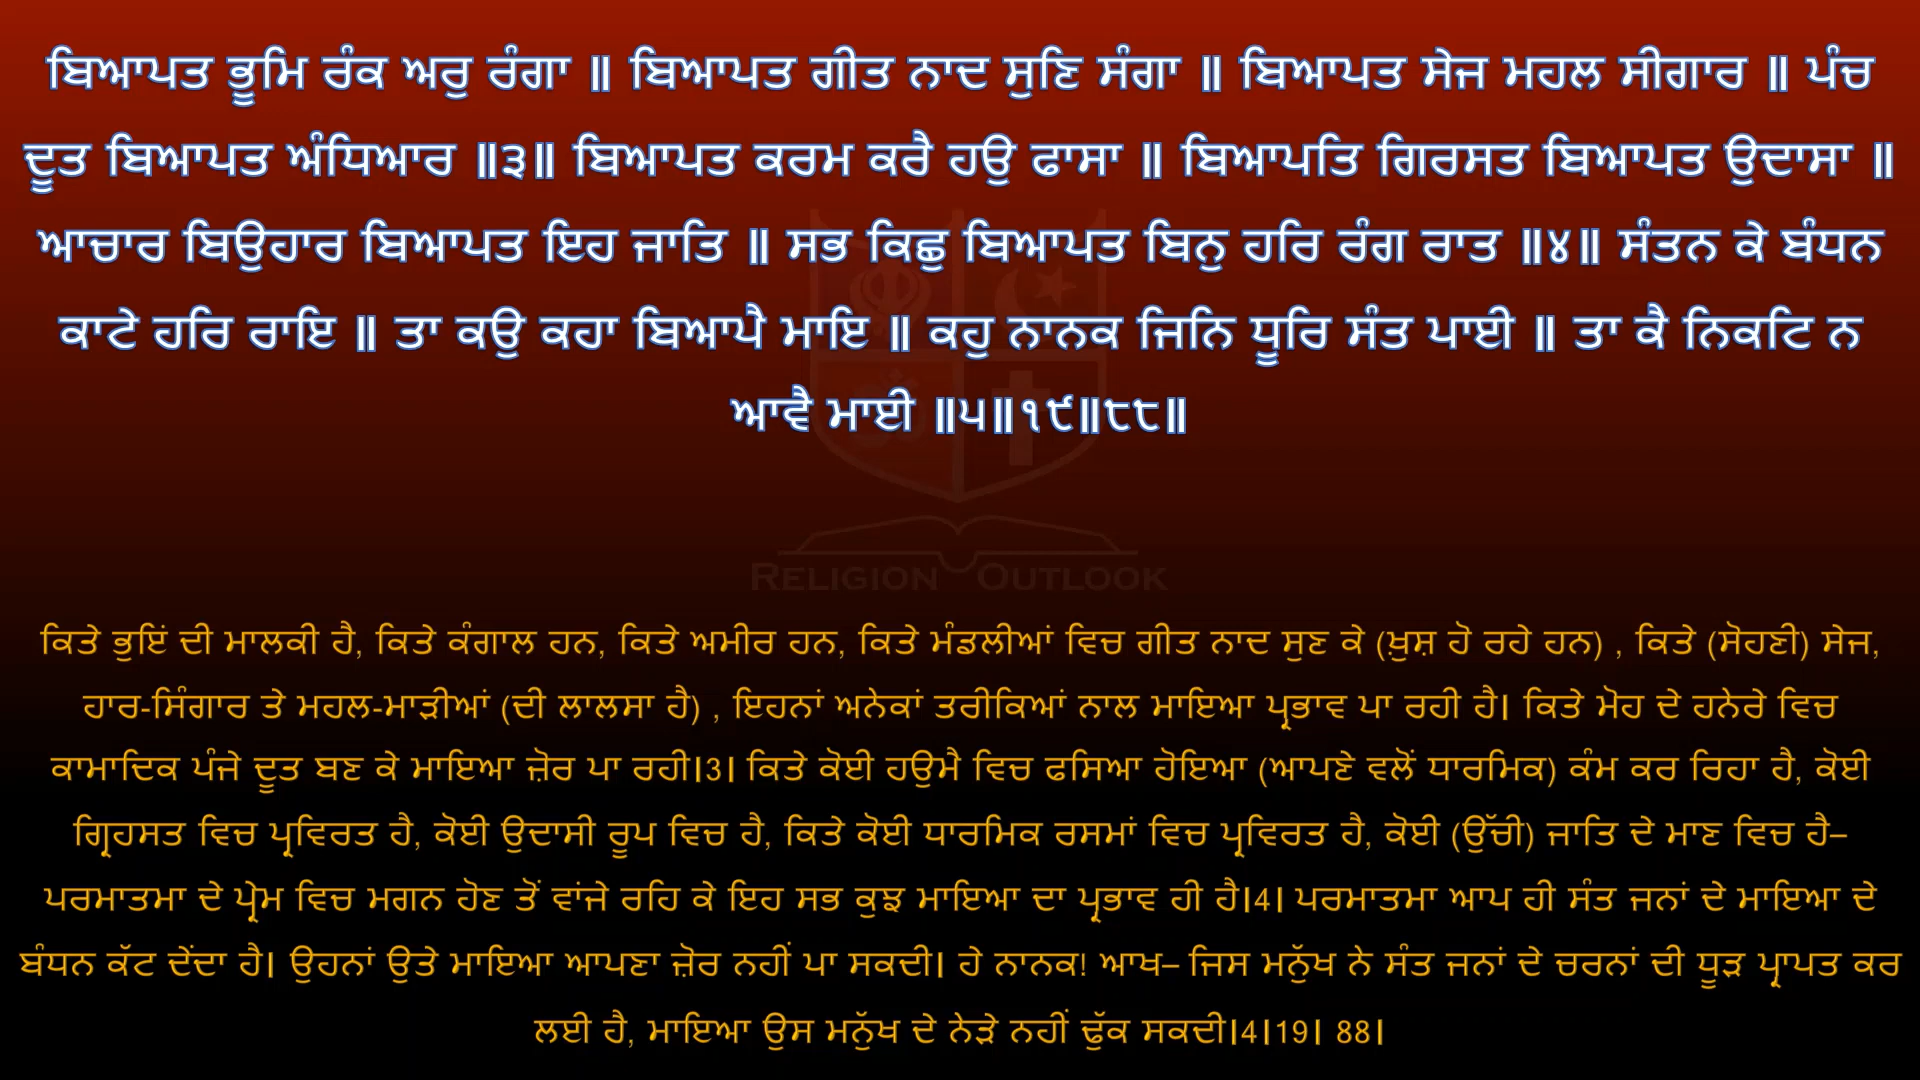 ਬਿਆਪਤ ਭੂਮਿ ਰੰਕ ਅਰੁ ਰੰਗਾ ॥ ਬਿਆਪਤ ਗੀਤ ਨਾਦ ਸੁਣਿ ਸੰਗਾ ॥ ਬਿਆਪਤ ਸੇਜ ਮਹਲ ਸੀਗਾਰ ॥ ਪੰਚ
ਦੂਤ ਬਿਆਪਤ ਅੰਧਿਆਰ ॥੩॥ ਬਿਆਪਤ ਕਰਮ ਕਰੈ ਹਉ ਫਾਸਾ ॥ ਬਿਆਪਤਿ ਗਿਰਸਤ ਬਿਆਪਤ ਉਦਾਸਾ ॥
ਆਚਾਰ ਬਿਉਹਾਰ ਬਿਆਪਤ ਇਹ ਜਾਤਿ ॥ ਸਭ ਕਿਛੁ ਬਿਆਪਤ ਬਿਨੁ ਹਰਿ ਰੰਗ ਰਾਤ ॥੪॥ ਸੰਤਨ ਕੇ ਬੰਧਨ
ਕਾਟੇ ਹਰਿ ਰਾਇ ॥ ਤਾ ਕਉ ਕਹਾ ਬਿਆਪੈ ਮਾਇ ॥ ਕਹੁ ਨਾਨਕ ਜਿਨਿ ਧੂਰਿ ਸੰਤ ਪਾਈ ॥ ਤਾ ਕੈ ਨਿਕਟਿ ਨ
ਆਵੈ ਮਾਈ ॥੫॥੧੯॥੮੮॥
RELIGION OUTLOOK
ਕਿਤੇ ਭੁਇਂ ਦੀ ਮਾਲਕੀ ਹੈ, ਕਿਤੇ ਕੰਗਾਲ ਹਨ, ਕਿਤੇ ਅਮੀਰ ਹਨ, ਕਿਤੇ ਮੰਡਲੀਆਂ ਵਿਚ ਗੀਤ ਨਾਦ ਸੁਣ ਕੇ (ਖ਼ੁਸ਼ ਹੋ ਰਹੇ ਹਨ) , ਕਿਤੇ (ਸੋਹਣੀ) ਸੇਜ,
ਹਾਰ-ਸਿੰਗਾਰ ਤੇ ਮਹਲ-ਮਾੜੀਆਂ (ਦੀ ਲਾਲਸਾ ਹੈ) , ਇਹਨਾਂ ਅਨੇਕਾਂ ਤਰੀਕਿਆਂ ਨਾਲ ਮਾਇਆ ਪ੍ਰਭਾਵ ਪਾ ਰਹੀ ਹੈ। ਕਿਤੇ ਮੋਹ ਦੇ ਹਨੇਰੇ ਵਿਚ
ਕਾਮਾਦਿਕ ਪੰਜੇ ਦੂਤ ਬਣ ਕੇ ਮਾਇਆ ਜ਼ੋਰ ਪਾ ਰਹੀ।3। ਕਿਤੇ ਕੋਈ ਹਉਮੈ ਵਿਚ ਫਸਿਆ ਹੋਇਆ (ਆਪਣੇ ਵਲੋਂ ਧਾਰਮਿਕ) ਕੰਮ ਕਰ ਰਿਹਾ ਹੈ, ਕੋਈ
ਗ੍ਰਿਹਸਤ ਵਿਚ ਪ੍ਰਵਿਰਤ ਹੈ, ਕੋਈ ਉਦਾਸੀ ਰੂਪ ਵਿਚ ਹੈ, ਕਿਤੇ ਕੋਈ ਧਾਰਮਿਕ ਰਸਮਾਂ ਵਿਚ ਪ੍ਰਵਿਰਤ ਹੈ, ਕੋਈ (ਉੱਚੀ) ਜਾਤਿ ਦੇ ਮਾਣ ਵਿਚ ਹੈ–
ਪਰਮਾਤਮਾ ਦੇ ਪ੍ਰੇਮ ਵਿਚ ਮਗਨ ਹੋਣ ਤੋਂ ਵਾਂਜੇ ਰਹਿ ਕੇ ਇਹ ਸਭ ਕੁਝ ਮਾਇਆ ਦਾ ਪ੍ਰਭਾਵ ਹੀ ਹੈ।4। ਪਰਮਾਤਮਾ ਆਪ ਹੀ ਸੰਤ ਜਨਾਂ ਦੇ ਮਾਇਆ ਦੇ
ਬੰਧਨ ਕੱਟ ਦੇਂਦਾ ਹੈ। ਉਹਨਾਂ ਉਤੇ ਮਾਇਆ ਆਪਣਾ ਜ਼ੋਰ ਨਹੀਂ ਪਾ ਸਕਦੀ। ਹੇ ਨਾਨਕ! ਆਖ– ਜਿਸ ਮਨੁੱਖ ਨੇ ਸੰਤ ਜਨਾਂ ਦੇ ਚਰਨਾਂ ਦੀ ਧੂੜ ਪ੍ਰਾਪਤ ਕਰ
ਲਈ ਹੈ, ਮਾਇਆ ਉਸ ਮਨੁੱਖ ਦੇ ਨੇੜੇ ਨਹੀਂ ਢੁੱਕ ਸਕਦੀ।4।19। 88।